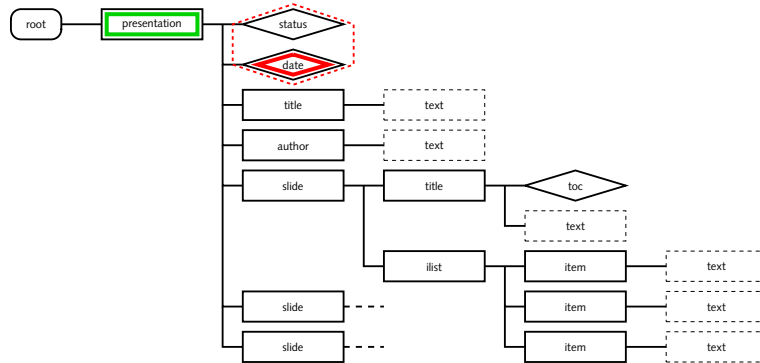 root
presentation
status
date
title
text
author
text
slide
title
toc
text
ilist
item
text
slide
item
text
slide
item
text